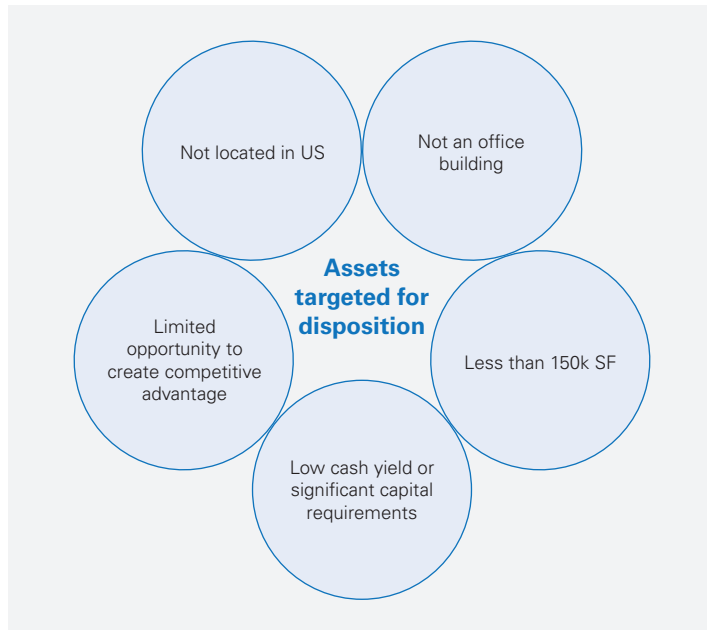 Not located in US
Not an office
building
Assets
targeted for
disposition
Limited
opportunity to
create competitive
advantage
Less than 150k SF
Low cash yield or
significant capital
requirements